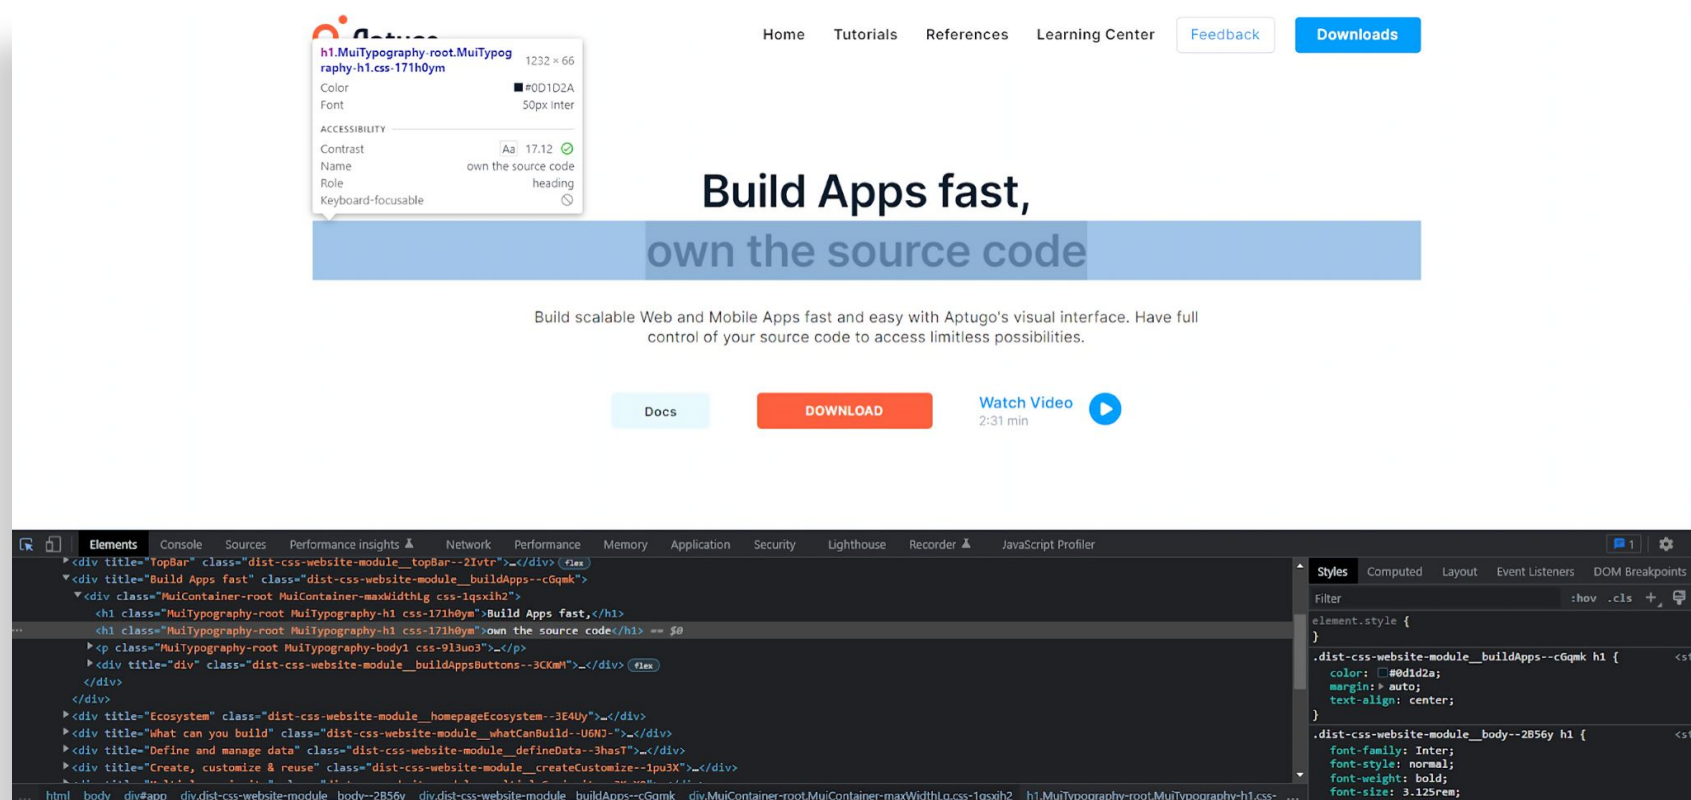 Aptugo
Home Tutorials References Learning Center Feedback Downloads
h1.MuiTypography-root.MuiTypog
raphy-h1.css-171h0ym
1232 × 66
Color #0D1D2A
Font 50px Inter
ACCESSIBILITY
Contrast Aa 17.12
Name own the source code
Role heading
Keyboard-focusable
Build Apps fast,
own the source code
Build scalable Web and Mobile Apps fast and easy with Aptugo's visual interface. Have full
control of your source code to access limitless possibilities.
Docs DOWNLOAD Watch Video
2:31 min
Elements Console Sources Performance insights Network Performance Memory Application Security Lighthouse Recorder JavaScript Profiler 1
<div title="TopBar" class="dist-css-website-module__topBar--2Ivtr">…</div> flex
<div title="Build Apps fast" class="dist-css-website-module__buildApps--cGqmk">
<div class="MuiContainer-root MuiContainer-maxWidthLg css-1qsxih2">
<h1 class="MuiTypography-root MuiTypography-h1 css-171h0ym">Build Apps fast,</h1>
<h1 class="MuiTypography-root MuiTypography-h1 css-171h0ym">own the source code</h1> == $0
<p class="MuiTypography-root MuiTypography-body1 css-9l3uo3">…</p>
<div title="div" class="dist-css-website-module__buildAppsButtons--3CKmM">…</div> flex
</div>
</div>
<div title="Ecosystem" class="dist-css-website-module__homepageEcosystem--3E4Uy">…</div>
<div title="What can you build" class="dist-css-website-module__whatCanBuild--U6NJ-">…</div>
<div title="Define and manage data" class="dist-css-website-module__defineData--3hasT">…</div>
<div title="Create, customize & reuse" class="dist-css-website-module__createCustomize--1pu3X">…</div>
… html body div#app div.dist-css-website-module__body--2B56y div.dist-css-website-module__buildApps--cGqmk div.MuiContainer-root.MuiContainer-maxWidthLg.css-1qsxih2 h1.MuiTypography-root.MuiTypography-h1.css- …
Styles Computed Layout Event Listeners DOM Breakpoints
Filter :hov .cls +
element.style {
}
.dist-css-website-module__buildApps--cGqmk h1 { <st
color: #0d1d2a;
margin: auto;
text-align: center;
}
.dist-css-website-module__body--2B56y h1 { <st
font-family: Inter;
font-style: normal;
font-weight: bold;
font-size: 3.125rem;